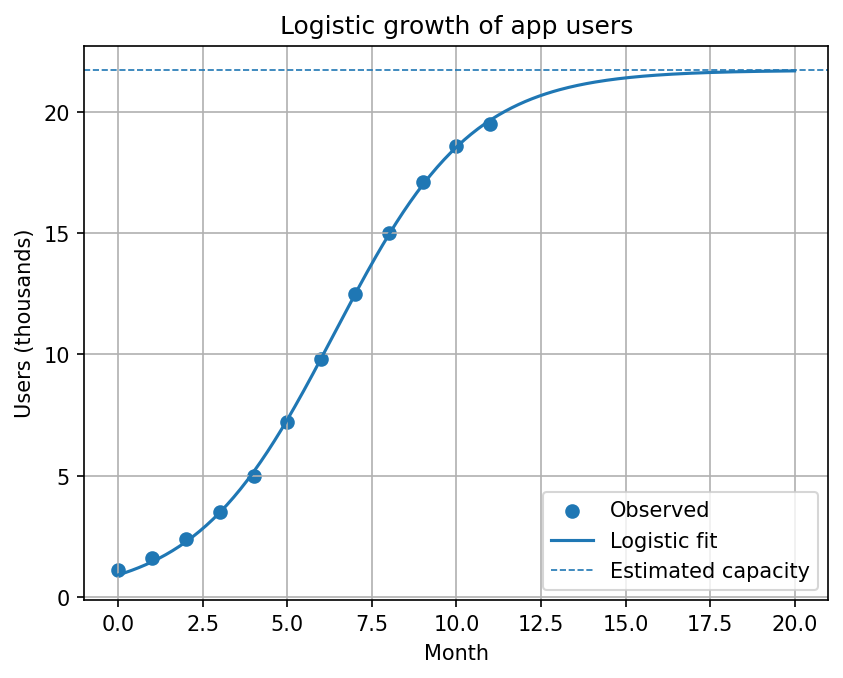 Logistic growth of app users
Users (thousands)
20
15
10
5
0
0.0 2.5 5.0 7.5 10.0 12.5 15.0 17.5 20.0
Month
Observed
Logistic fit
Estimated capacity